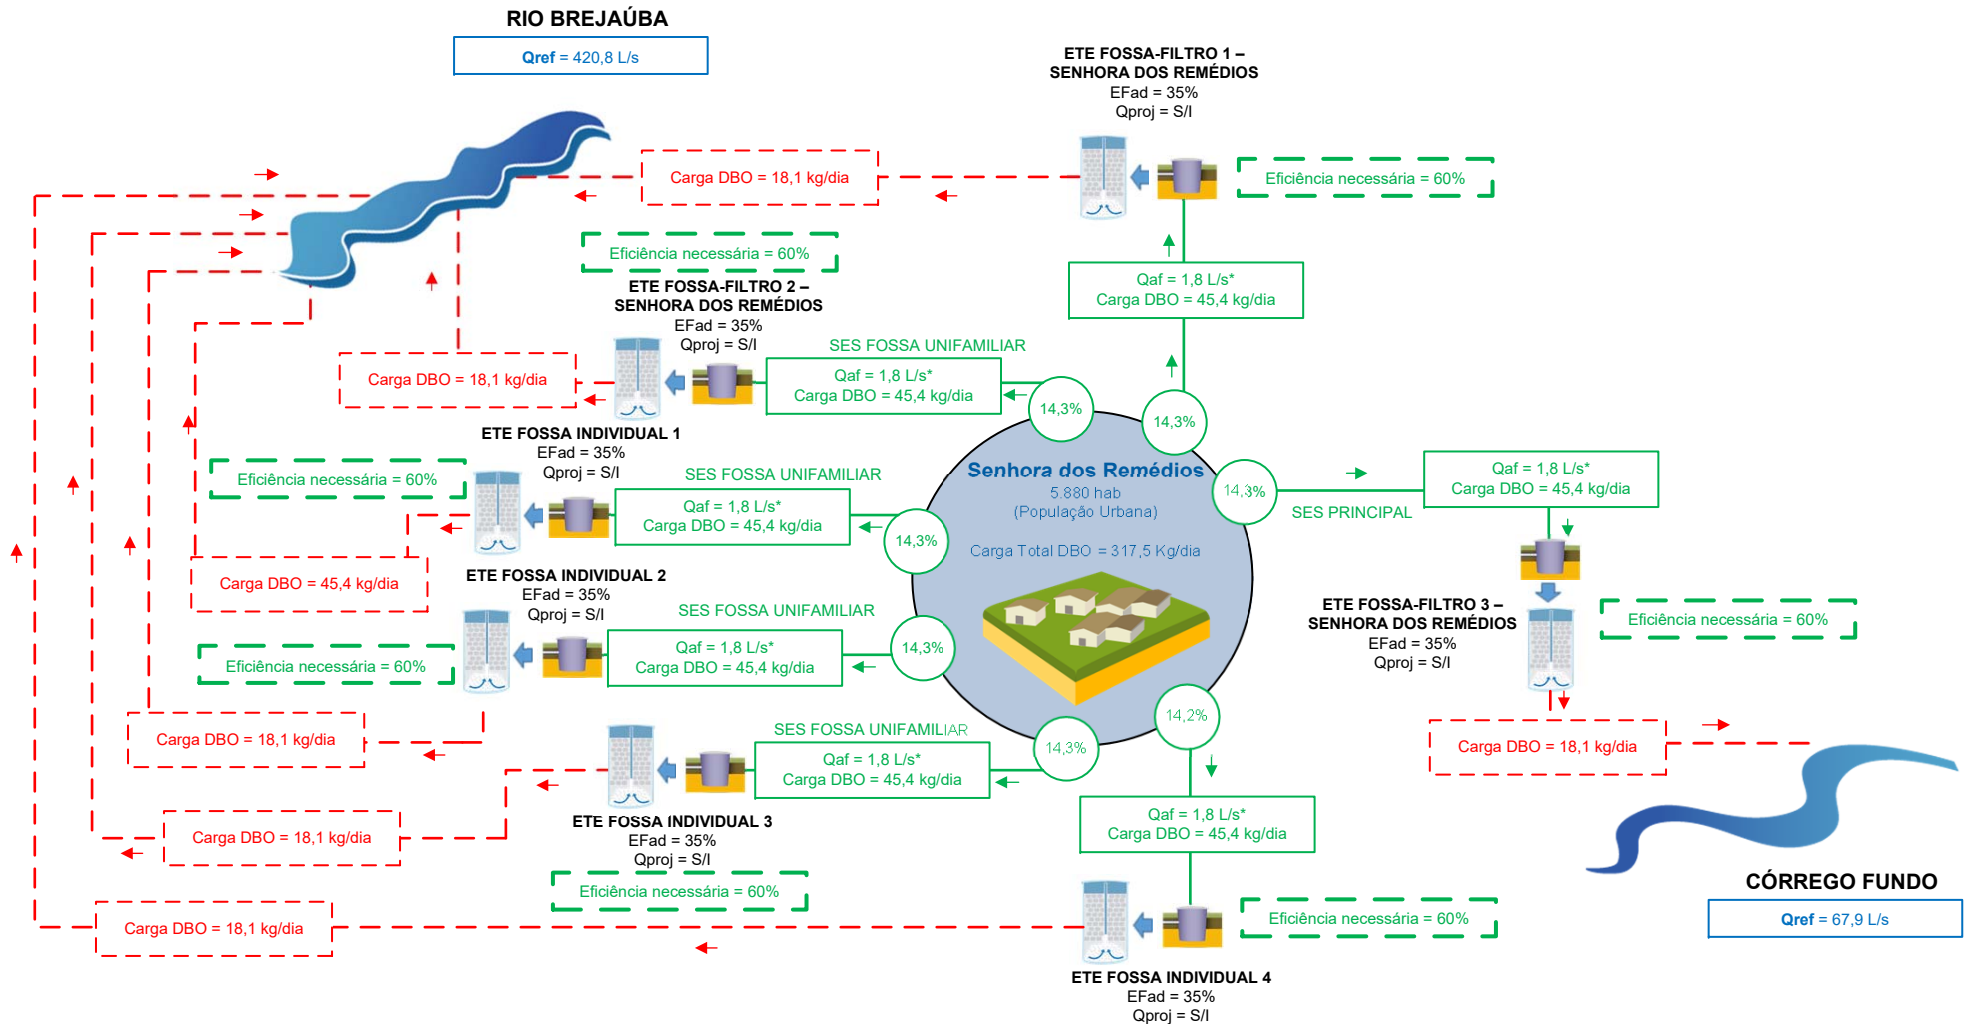 RIO BREJAÚBA
Qref = 420,8 L/s
ETE FOSSA-FILTRO 1 –
SENHORA DOS REMÉDIOS
EFad = 35%
Qproj = S/I
Carga DBO = 18,1 kg/dia
Eficiência necessária = 60%
Qaf = 1,8 L/s*
Carga DBO = 45,4 kg/dia
14,3%
Eficiência necessária = 60%
ETE FOSSA-FILTRO 2 –
SENHORA DOS REMÉDIOS
EFad = 35%
Qproj = S/I
Carga DBO = 18,1 kg/dia
SES FOSSA UNIFAMILIAR
Qaf = 1,8 L/s*
Carga DBO = 45,4 kg/dia
14,3%
ETE FOSSA INDIVIDUAL 1
EFad = 35%
Qproj = S/I
Eficiência necessária = 60%
SES FOSSA UNIFAMILIAR
Qaf = 1,8 L/s*
Carga DBO = 45,4 kg/dia
14,3%
Carga DBO = 45,4 kg/dia
Senhora dos Remédios
5.880 hab
(População Urbana)
Carga Total DBO = 317,5 Kg/dia
14,3%
SES PRINCIPAL
Qaf = 1,8 L/s*
Carga DBO = 45,4 kg/dia
ETE FOSSA-FILTRO 3 –
SENHORA DOS REMÉDIOS
EFad = 35%
Qproj = S/I
Eficiência necessária = 60%
Carga DBO = 18,1 kg/dia
ETE FOSSA INDIVIDUAL 2
EFad = 35%
Qproj = S/I
SES FOSSA UNIFAMILIAR
Qaf = 1,8 L/s*
Carga DBO = 45,4 kg/dia
14,3%
Eficiência necessária = 60%
Carga DBO = 18,1 kg/dia
SES FOSSA UNIFAMILIAR
Qaf = 1,8 L/s*
Carga DBO = 45,4 kg/dia
14,3%
ETE FOSSA INDIVIDUAL 3
EFad = 35%
Qproj = S/I
Eficiência necessária = 60%
Carga DBO = 18,1 kg/dia
14,2%
Qaf = 1,8 L/s*
Carga DBO = 45,4 kg/dia
Eficiência necessária = 60%
Carga DBO = 18,1 kg/dia
ETE FOSSA INDIVIDUAL 4
EFad = 35%
Qproj = S/I
CÓRREGO FUNDO
Qref = 67,9 L/s